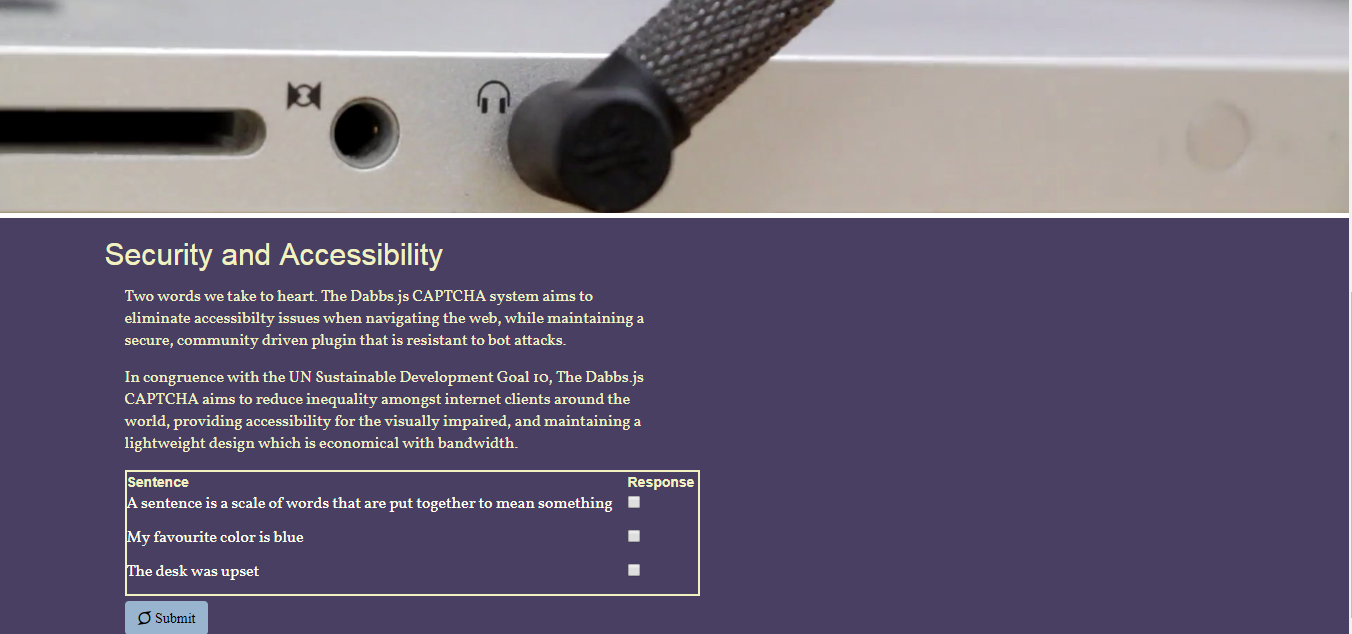 Security and Accessibility
Two words we take to heart. The Dabbs.js CAPTCHA system aims to
eliminate accessibilty issues when navigating the web, while maintaining a
secure, community driven plugin that is resistant to bot attacks.
In congruence with the UN Sustainable Development Goal 10, The Dabbs.js
CAPTCHA aims to reduce inequality amongst internet clients around the
world, providing accessibility for the visually impaired, and maintaining a
lightweight design which is economical with bandwidth.
Sentence Response
A sentence is a scale of words that are put together to mean something
My favourite color is blue
The desk was upset
Submit